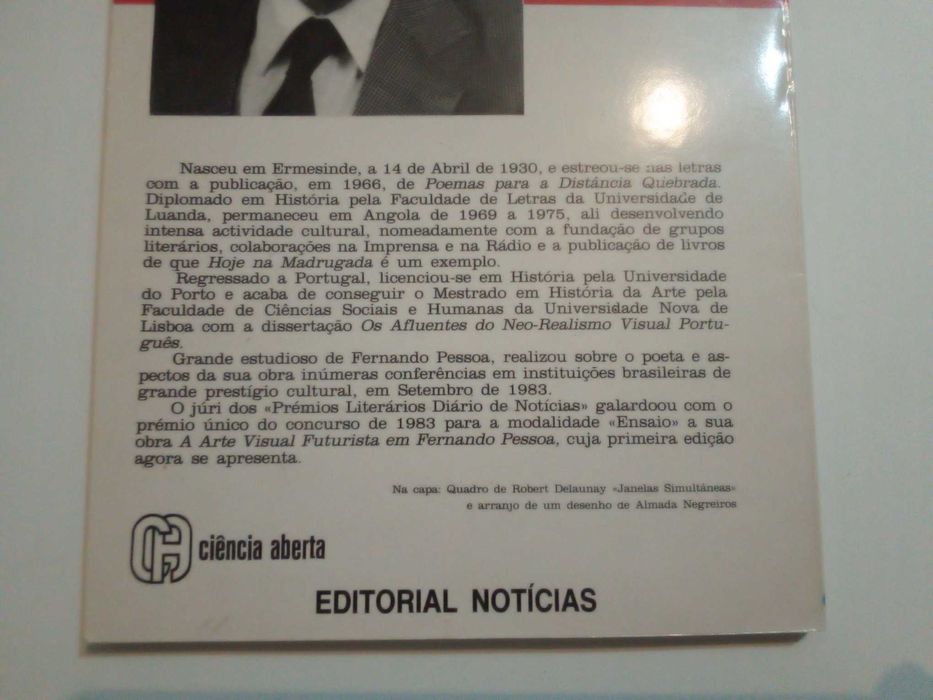 Nasceu em Ermesinde, a 14 de Abril de 1930, e estreou-se nas letras
com a publicação, em 1966, de Poemas para a Distância Quebrada.
Diplomado em História pela Faculdade de Letras da Universidade de
Luanda, permaneceu em Angola de 1969 a 1975, ali desenvolvendo
intensa actividade cultural, nomeadamente com a fundação de grupos
literários, colaborações na Imprensa e na Rádio e a publicação de livros
de que Hoje na Madrugada é um exemplo.
Regressado a Portugal, licenciou-se em História pela Universidade
do Porto e acaba de conseguir o Mestrado em História da Arte pela
Faculdade de Ciências Sociais e Humanas da Universidade Nova de
Lisboa com a dissertação Os Afluentes do Neo-Realismo Visual Portu-
guês.
Grande estudioso de Fernando Pessoa, realizou sobre o poeta e as-
pectos da sua obra inúmeras conferências em instituições brasileiras de
grande prestígio cultural, em Setembro de 1983.
O júri dos «Prémios Literários Diário de Notícias» galardoou com o
prémio único do concurso de 1983 para a modalidade «Ensaio» a sua
obra A Arte Visual Futurista em Fernando Pessoa, cuja primeira edição
agora se apresenta.
Na capa: Quadro de Robert Delaunay «Janelas Simultâneas»
e arranjo de um desenho de Almada Negreiros
ciência aberta
EDITORIAL NOTÍCIAS